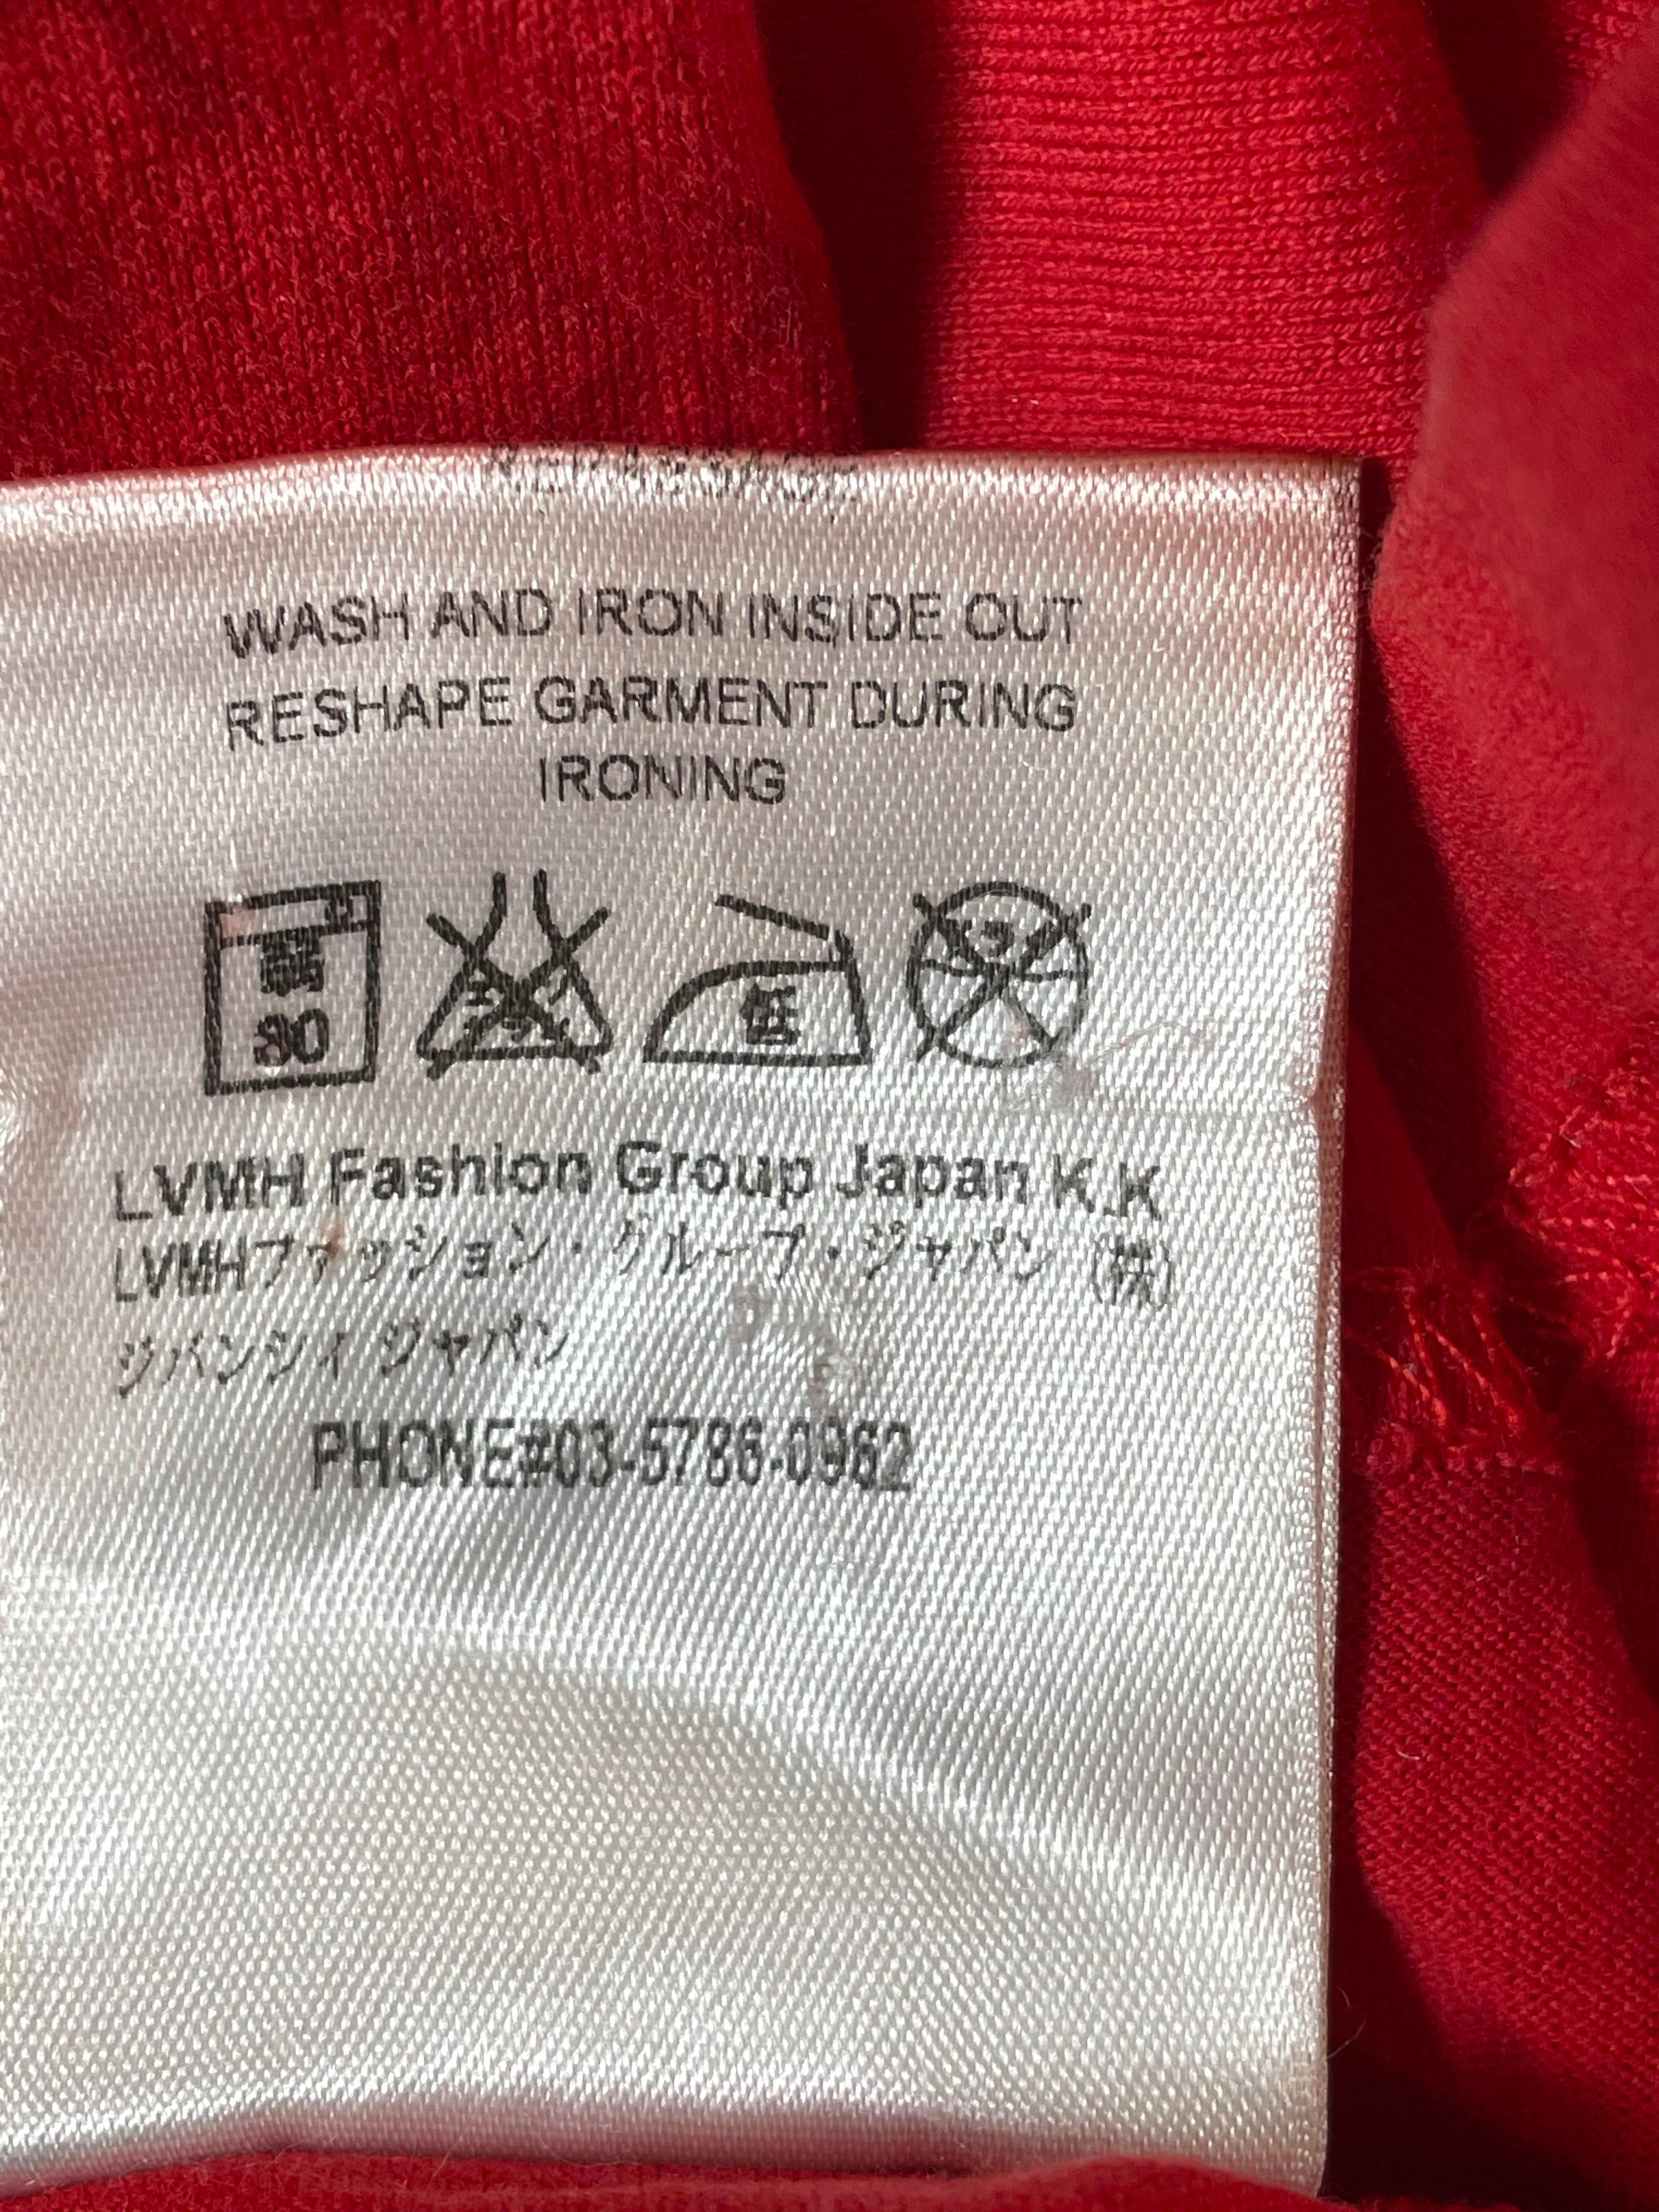 WASH AND IRON INSIDE OUT
RESHAPE GARMENT DURING
IRONING
80 低
LVMH Fashion Group Japan K.K
LVMHファッション・グループ・ジャパン (株)
ジバンシイ ジャパン
PHONE#03-5786-0962